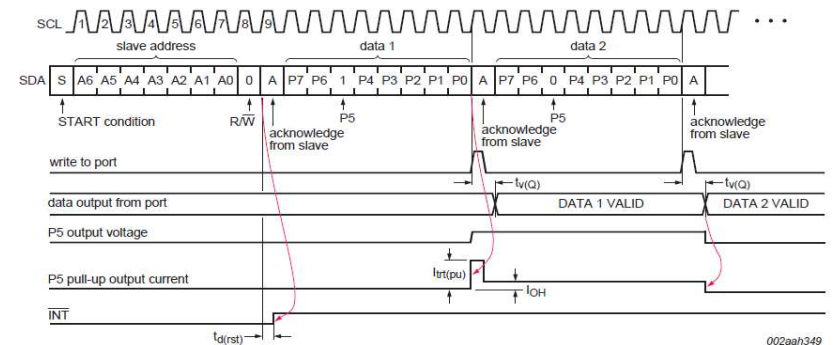 SCL 1 2 3 4 5 6 7 8 9
slave address data 1 data 2
SDA S A6 A5 A4 A3 A2 A1 A0 0 A P7 P6 1 P4 P3 P2 P1 P0 A P7 P6 0 P4 P3 P2 P1 P0 A
START condition R/W acknowledge from slave P5 acknowledge from slave P5 acknowledge from slave
write to port
tv(Q) tv(Q)
data output from port DATA 1 VALID DATA 2 VALID
P5 output voltage
P5 pull-up output current Itrt(pu) IOH
INT
td(rst)
002aah349